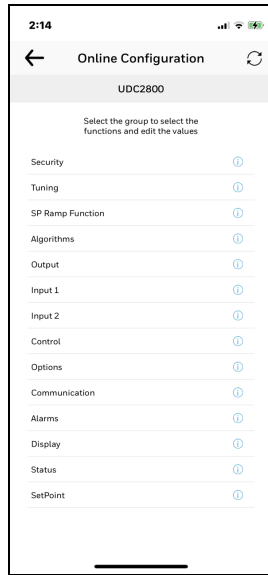 2:14
Online Configuration
UDC2800
Select the group to select the
functions and edit the values
Security
Tuning
SP Ramp Function
Algorithms
Output
Input 1
Input 2
Control
Options
Communication
Alarms
Display
Status
SetPoint